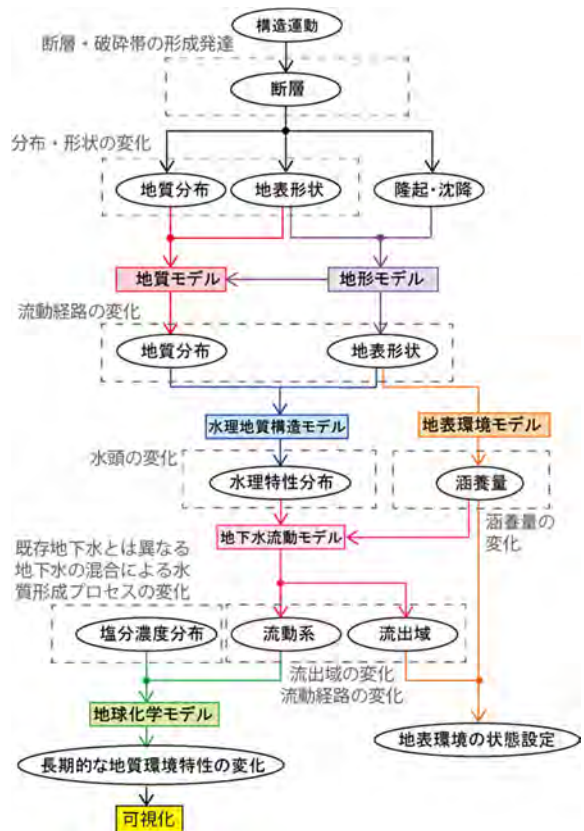 構造運動
断層・破砕帯の形成発達
断層
分布・形状の変化
地質分布
地表形状
隆起・沈降
地質モデル
地形モデル
流動経路の変化
地質分布
地表形状
水理地質構造モデル
地表環境モデル
水頭の変化
水理特性分布
涵養量
涵養量の
変化
地下水流動モデル
既存地下水とは異なる
地下水の混合による水
質形成プロセスの変化
塩分濃度分布
流動系
流出域
流出域の変化
流動経路の変化
地球化学モデル
地表環境の状態設定
長期的な地質環境特性の変化
可視化